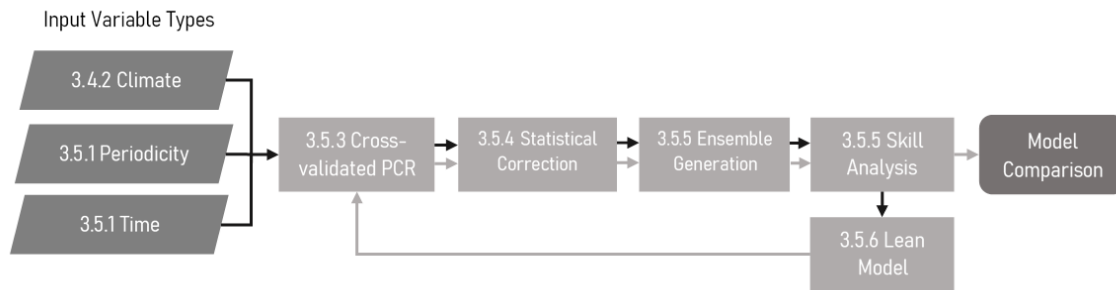 Input Variable Types
3.4.2 Climate
3.5.1 Periodicity
3.5.1 Time
3.5.3 Cross-
validated PCR
3.5.4 Statistical
Correction
3.5.5 Ensemble
Generation
3.5.5 Skill
Analysis
Model
Comparison
3.5.6 Lean
Model